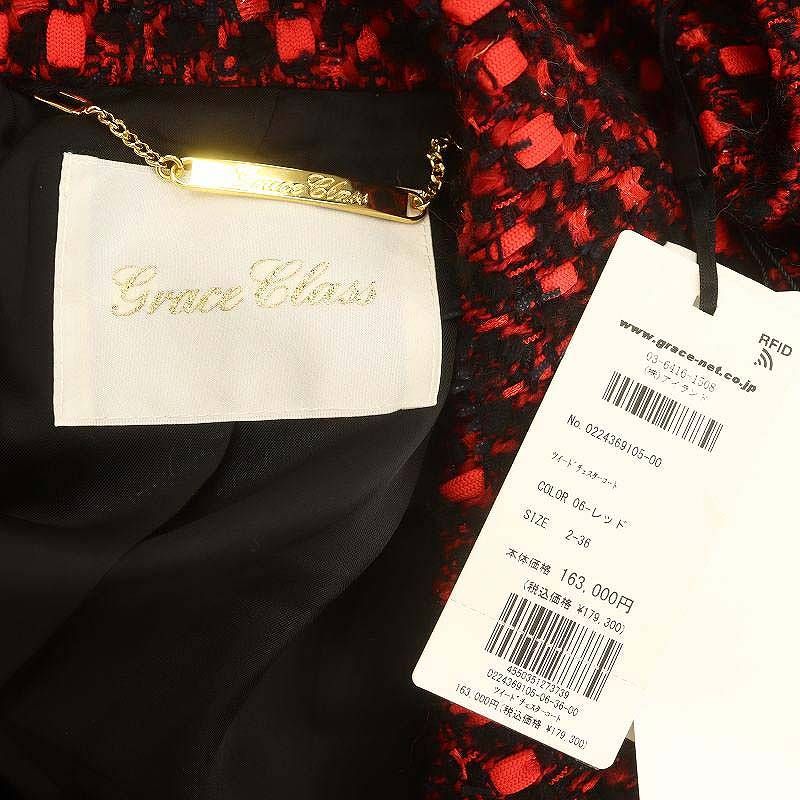 Grace Class
Grace Class
RFID
www.grace-net.co.jp
03-6416-1508
(株)アイランド
No. 0224369105-00
ツイードチェスターコート
COLOR 06-レッド
SIZE 2-36
本体価格 163,000円
(税込価格 ¥179,300)
4550351273739
0224369105-06-36-00
ツイードチェスターコート
163,000円(税込価格 ¥179,300)